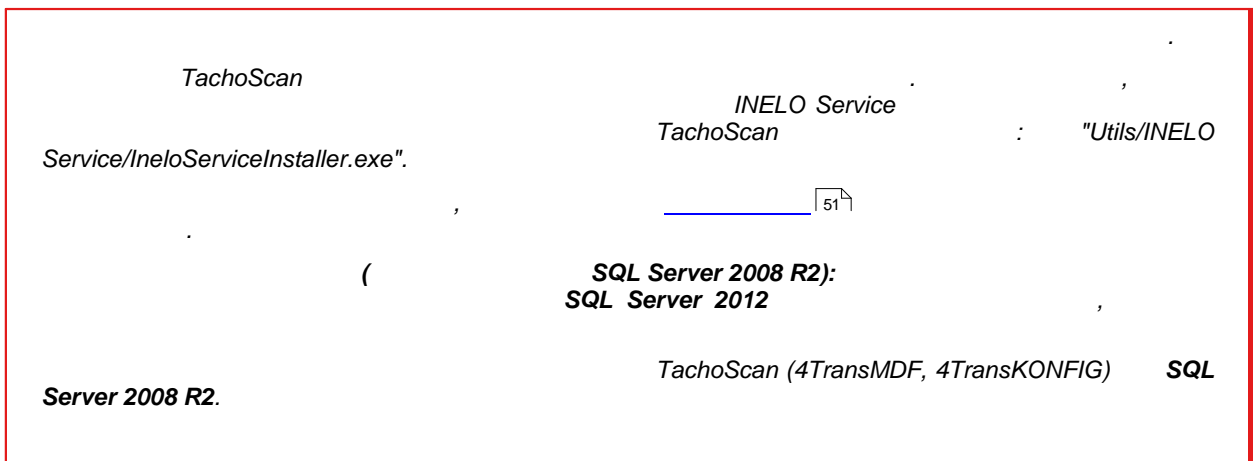 .
TachoScan . ,
INELO Service
TachoScan : "Utils/INELO
Service/IneloServiceInstaller.exe".
, 51
.
( SQL Server 2008 R2):
SQL Server 2012 ,
TachoScan (4TransMDF, 4TransKONFIG) SQL
Server 2008 R2.